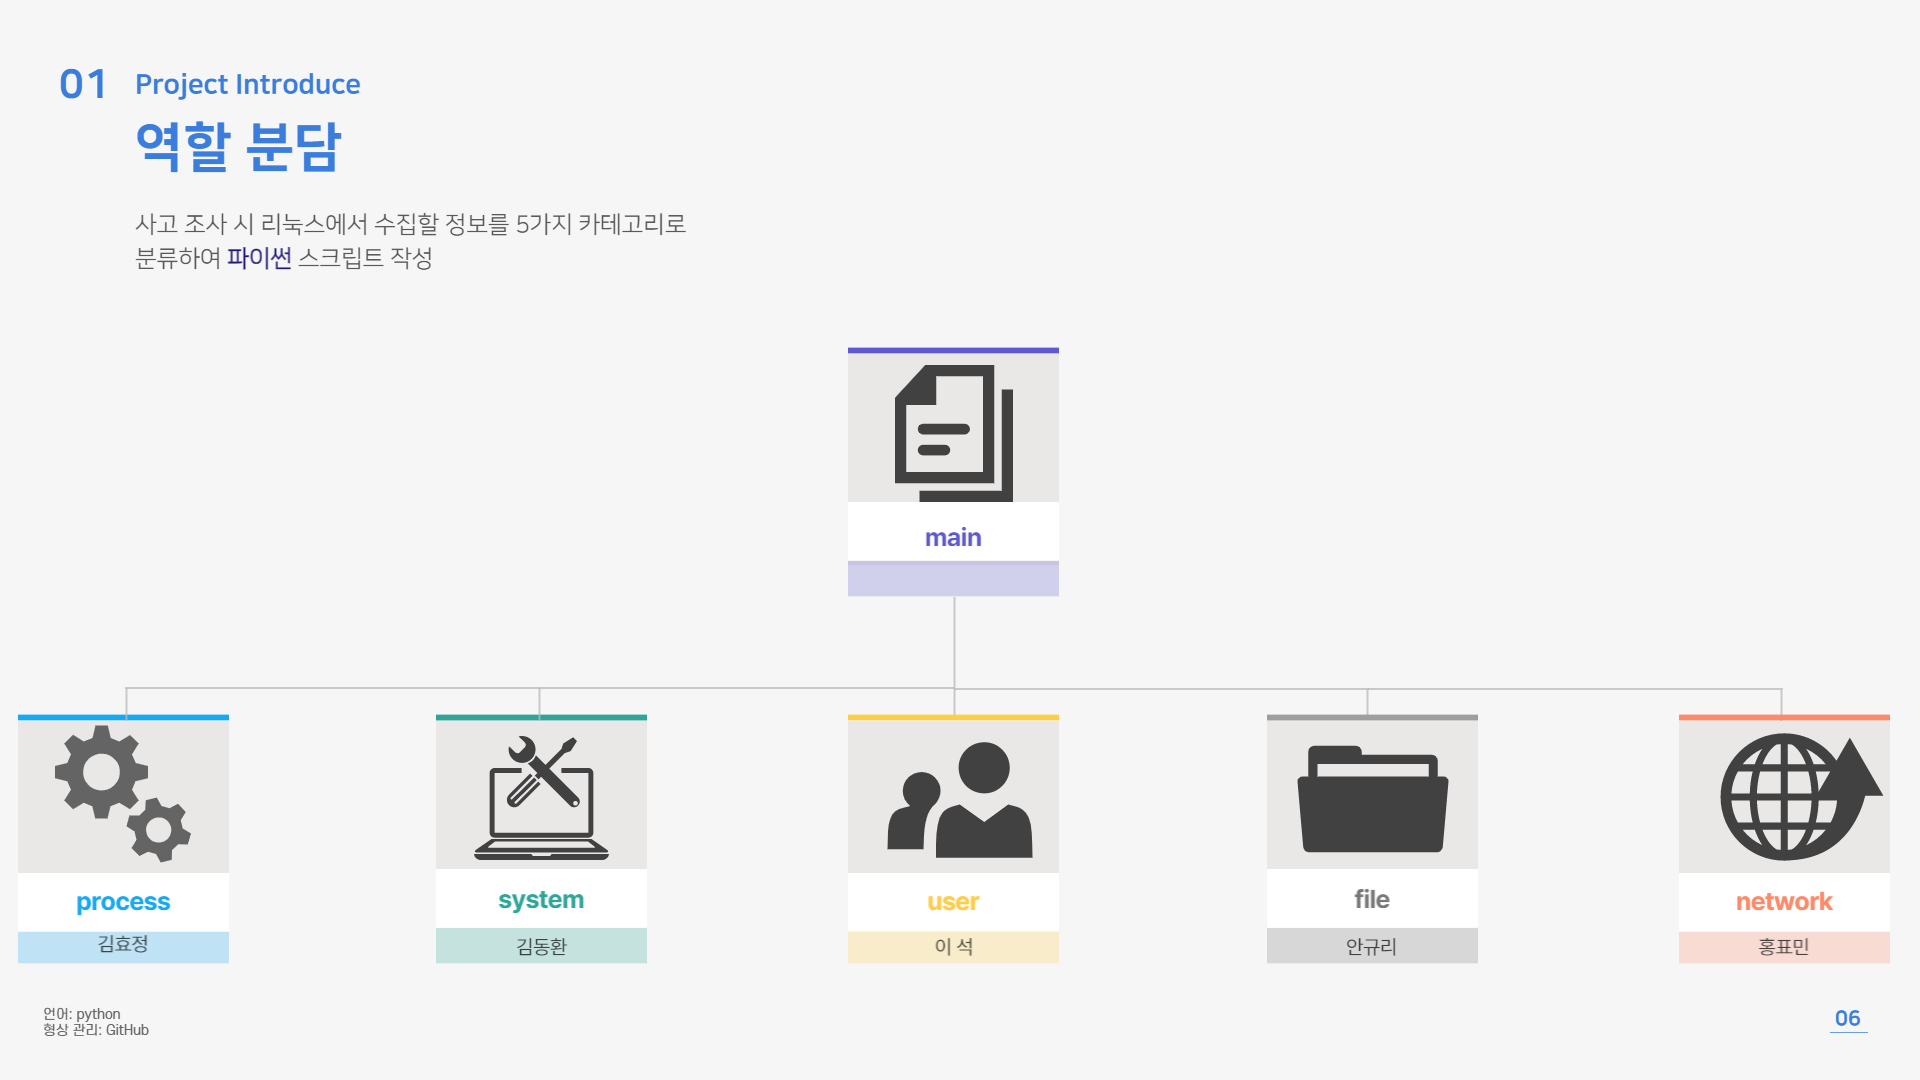 01 Project Introduce
역할 분담
사고 조사 시 리눅스에서 수집할 정보를 5가지 카테고리로
분류하여 파이썬 스크립트 작성
main
process
김효정
system
김동환
user
이 석
file
안규리
network
홍표민
언어: python
형상 관리: GitHub
06